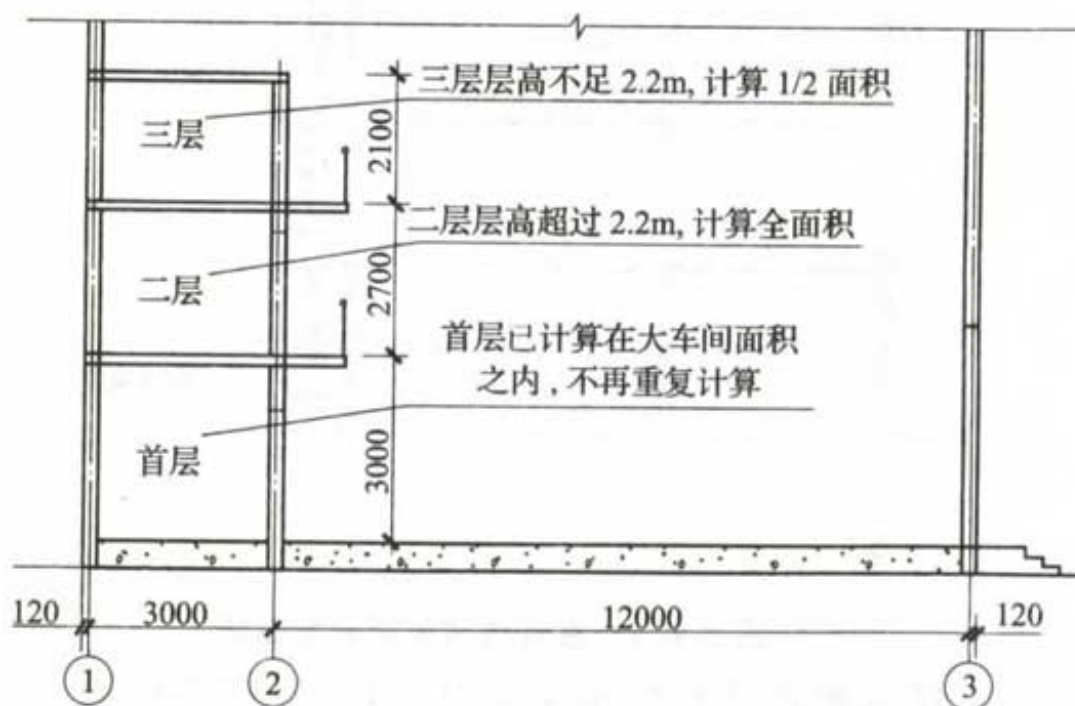 三层层高不足 2.2m, 计算 1/2 面积
三层
2100
二层层高超过 2.2m, 计算全面积
二层
2700
首层已计算在大车间面积
之内, 不再重复计算
首层
3000
120 3000 12000 120
1 2 3